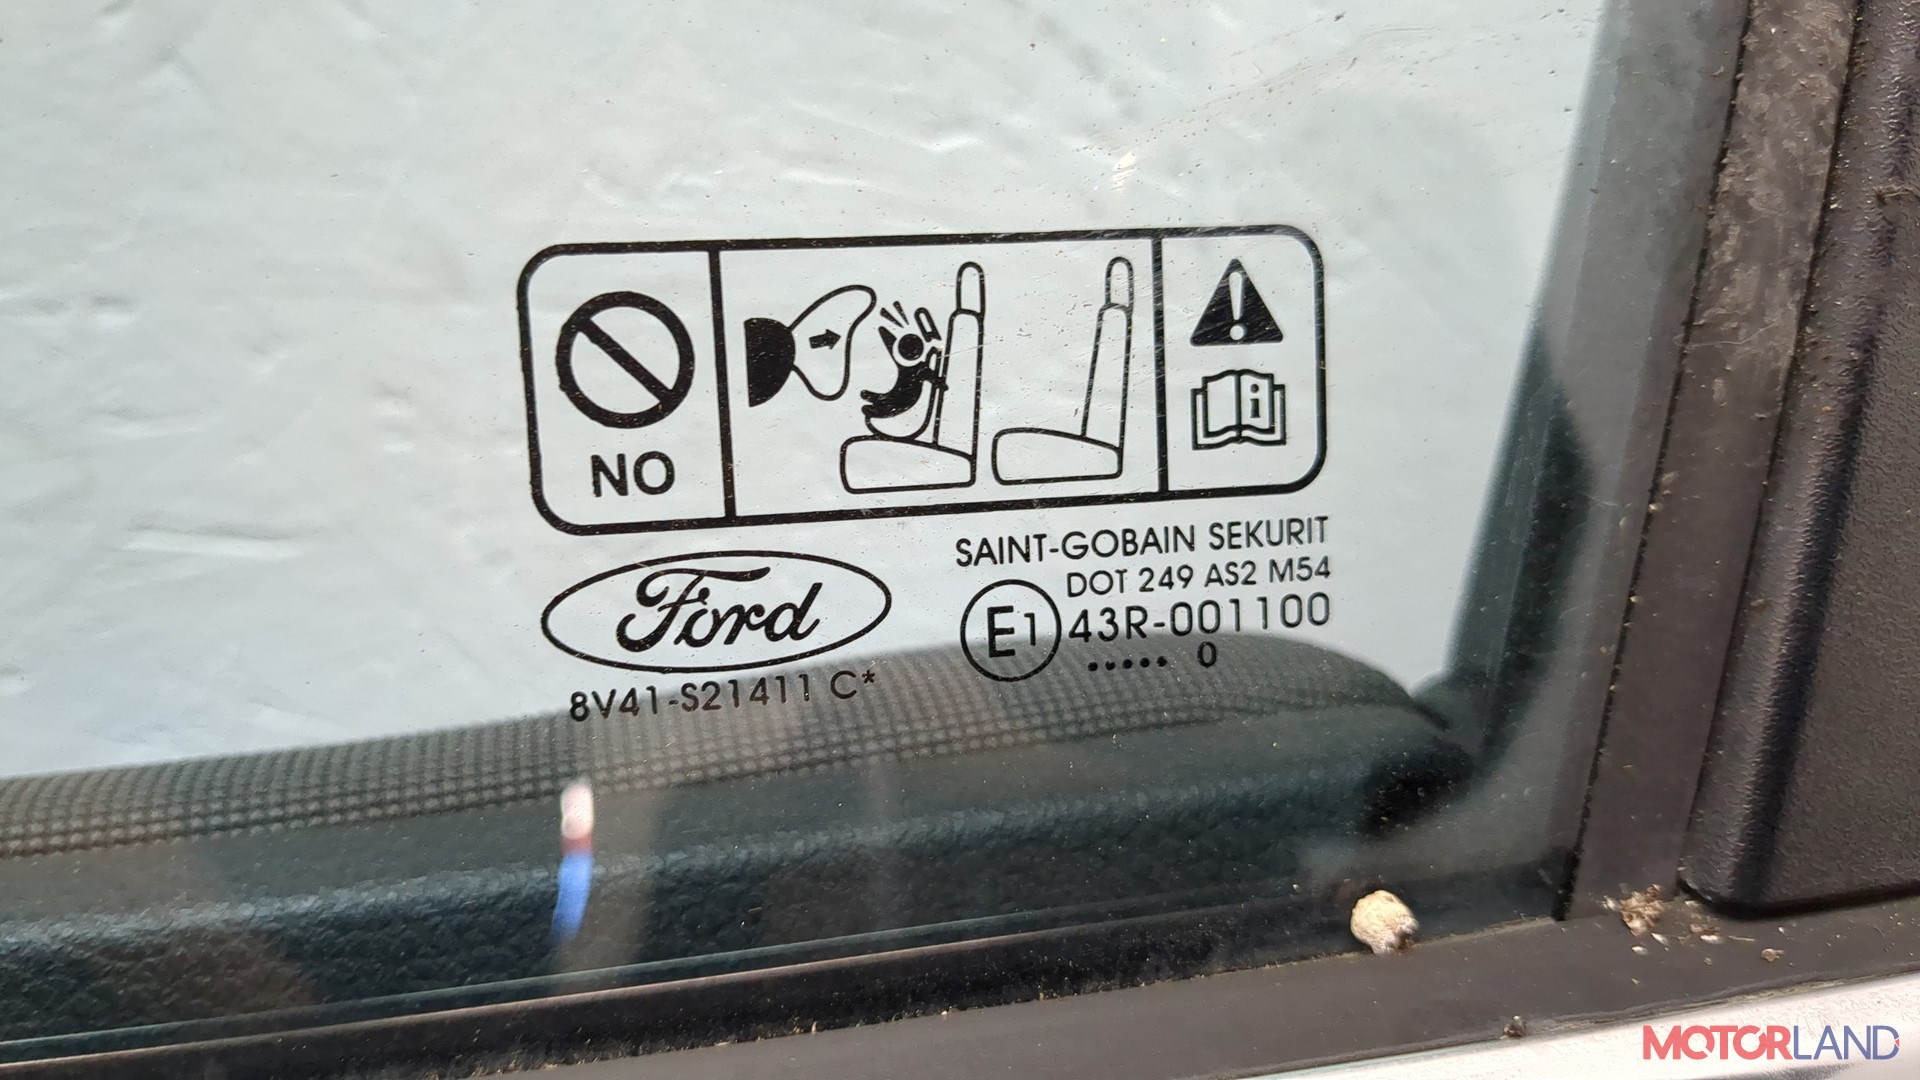 NO
i
Ford
8V41-S21411 C*
SAINT-GOBAIN SEKURIT
DOT 249 AS2 M54
E1 43R-001100
..... 0
MOTORLAND